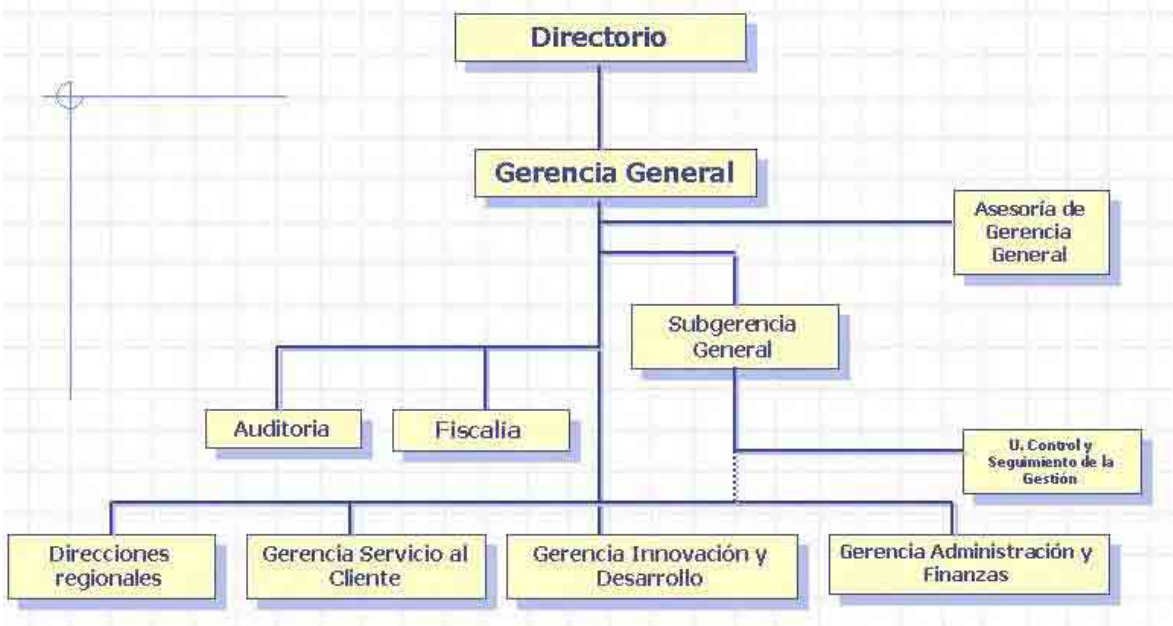 Directorio
Gerencia General
Asesoría de
Gerencia
General
Subgerencia
General
Auditoria
Fiscalía
U. Control y
Seguimiento de la
Gestión
Direcciones
regionales
Gerencia Servicio al
Cliente
Gerencia Innovación y
Desarrollo
Gerencia Administración y
Finanzas